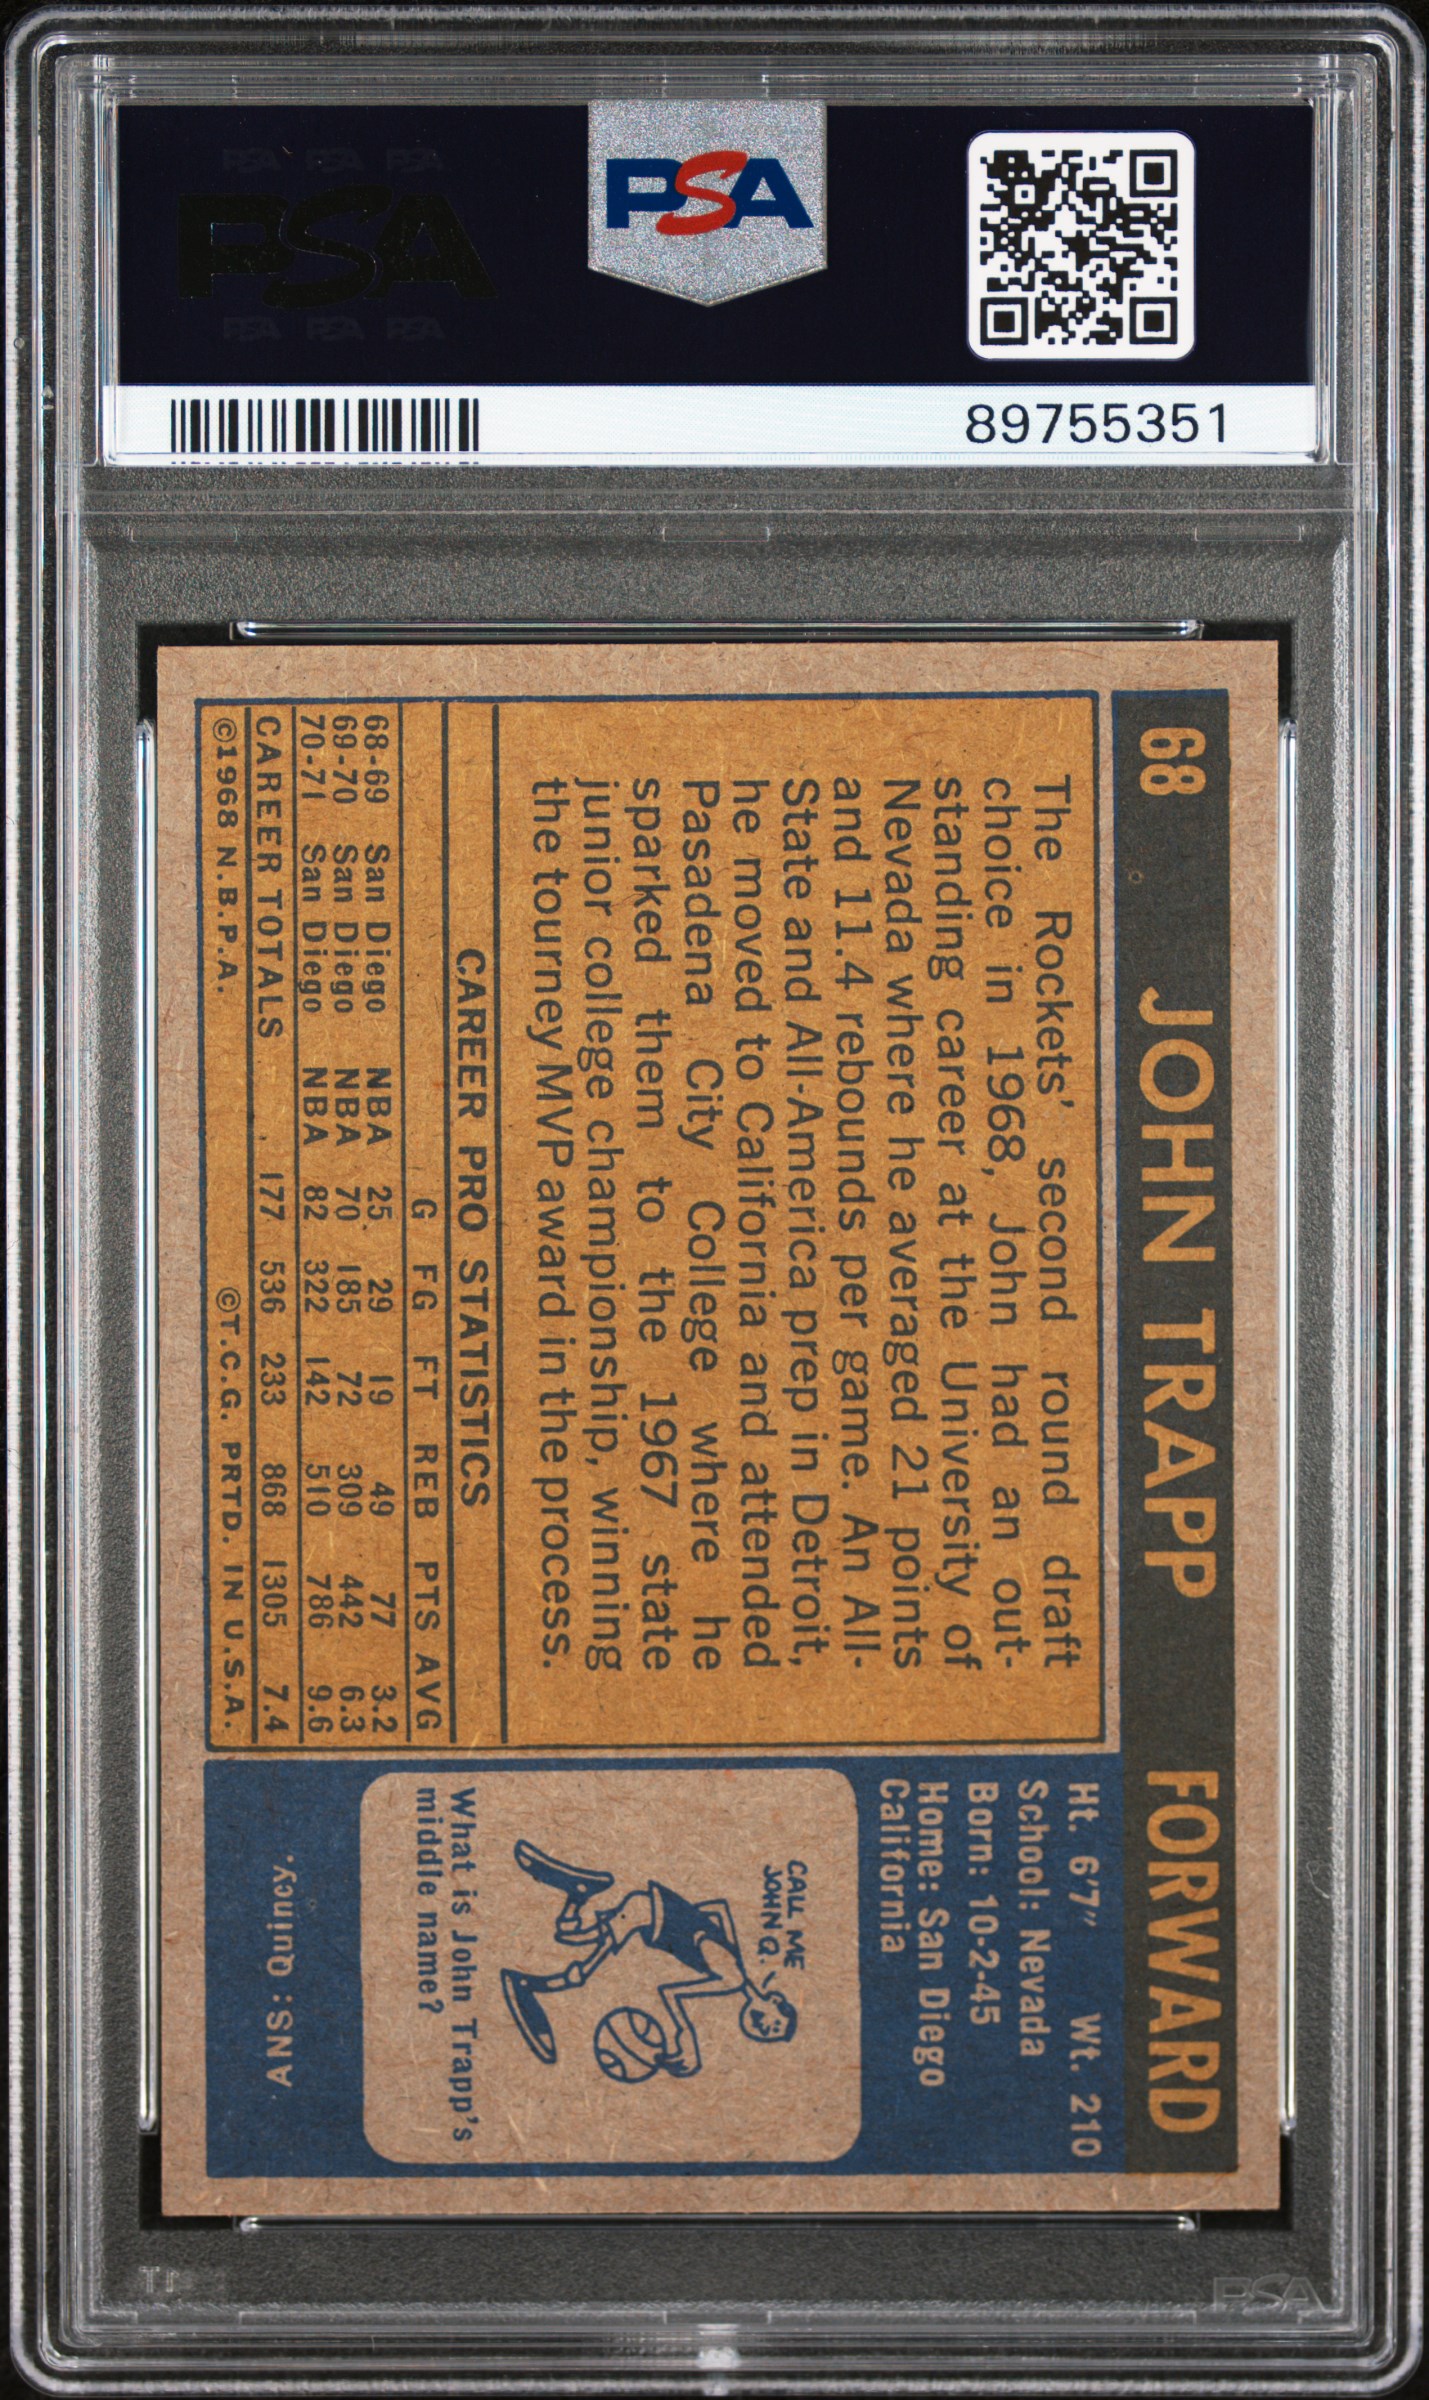 PSA PSA PSA
PSA
PSA PSA PSA
PSA
89755351
68 JOHN TRAPP FORWARD
The Rockets' second round draft
choice in 1968, John had an out-
standing career at the University of
Nevada where he averaged 21 points
and 11.4 rebounds per game. An All-
State and All-America prep in Detroit,
he moved to California and attended
Pasadena City College where he
sparked them to the 1967 state
junior college championship, winning
the tourney MVP award in the process.
CAREER PRO STATISTICS
G FG FT REB PTS AVG
68-69 San Diego NBA 25 29 19 49 77 3.2
69-70 San Diego NBA 70 185 72 309 442 6.3
70-71 San Diego NBA 82 322 142 510 786 9.6
CAREER TOTALS 177 536 233 868 1305 7.4
©1968 N.B.P.A. ©T.C.G. PRTD. IN U.S.A.
Ht. 6'7" Wt. 210
School: Nevada
Born: 10-2-45
Home: San Diego
California
CALL ME
JOHN Q.
What is John Trapp's
middle name?
ANS: Quincy.
PSA